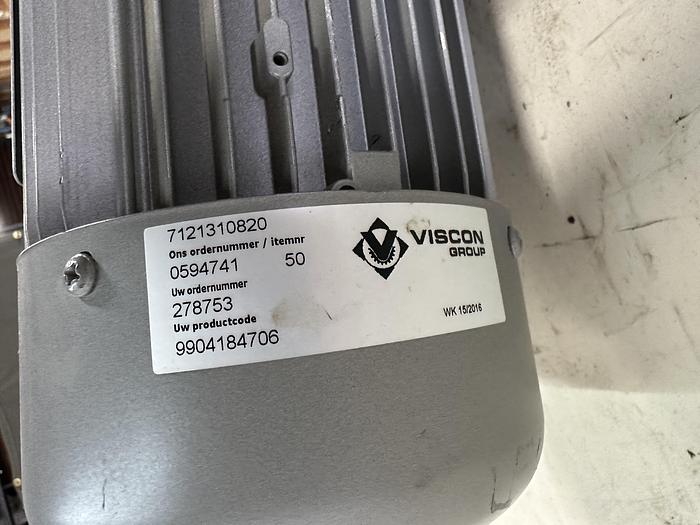 7121310820
Ons ordernummer / itemnr
0594741 50
Uw ordernummer
278753
Uw productcode
9904184706
VISCON
GROUP
WK 15/2016